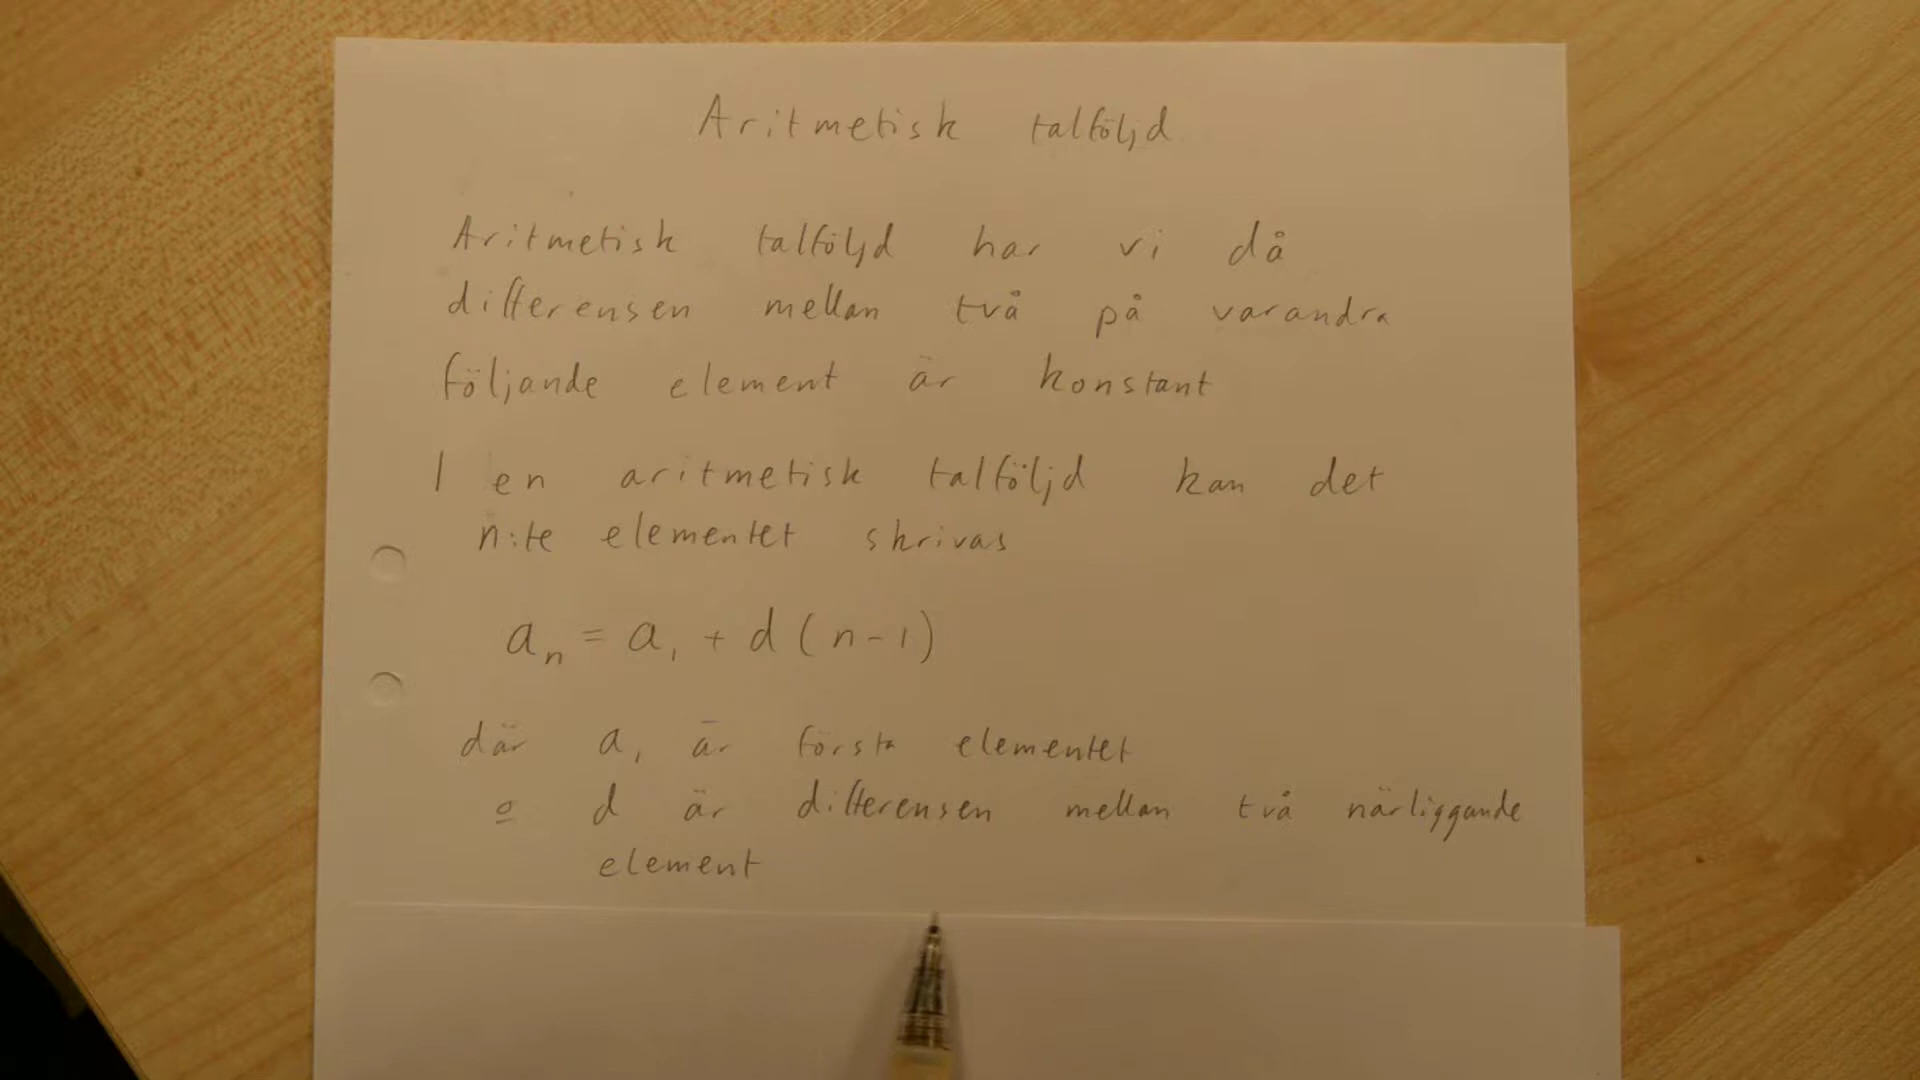 Aritmetisk talföljd
Aritmetisk talföljd har vi då
differensen mellan två på varandra
följande element är konstant
I en aritmetisk talföljd kan det
n:te elementet skrivas
aₙ = a₁ + d(n-1)
där a₁ är första elementet
o d är differensen mellan två närliggande
element